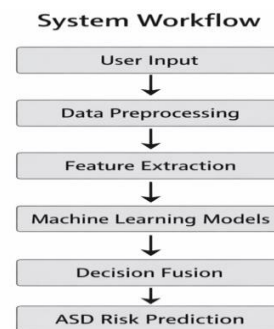 System Workflow
User Input
Data Preprocessing
Feature Extraction
Machine Learning Models
Decision Fusion
ASD Risk Prediction